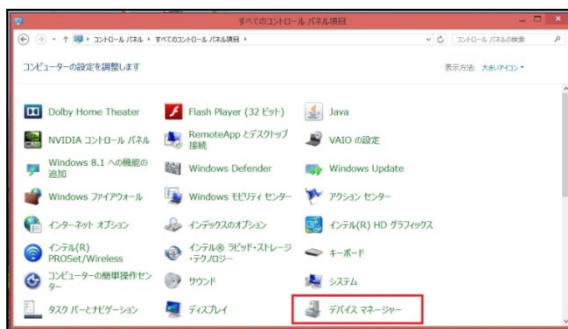 すべてのコントロール パネル項目
コントロール パネル ▸ すべてのコントロール パネル項目 ▸
コントロール パネルの検索
コンピューターの設定を調整します
表示方法: 大きいアイコン
Dolby Home Theater
Flash Player (32 ビット)
Java
NVIDIA コントロール パネル
RemoteApp とデスクトップ
接続
VAIO の設定
Windows 8.1 への機能の
追加
Windows Defender
Windows Update
Windows ファイアウォール
Windows モビリティ センター
アクション センター
インターネット オプション
インデックスのオプション
インテル(R) HD グラフィックス
インテル(R)
PROSet/Wireless
インテル® ラピッド・ストレージ
・テクノロジー
キーボード
コンピューターの簡単操作セン
ター
サウンド
システム
タスク バーとナビゲーション
ディスプレイ
デバイス マネージャー